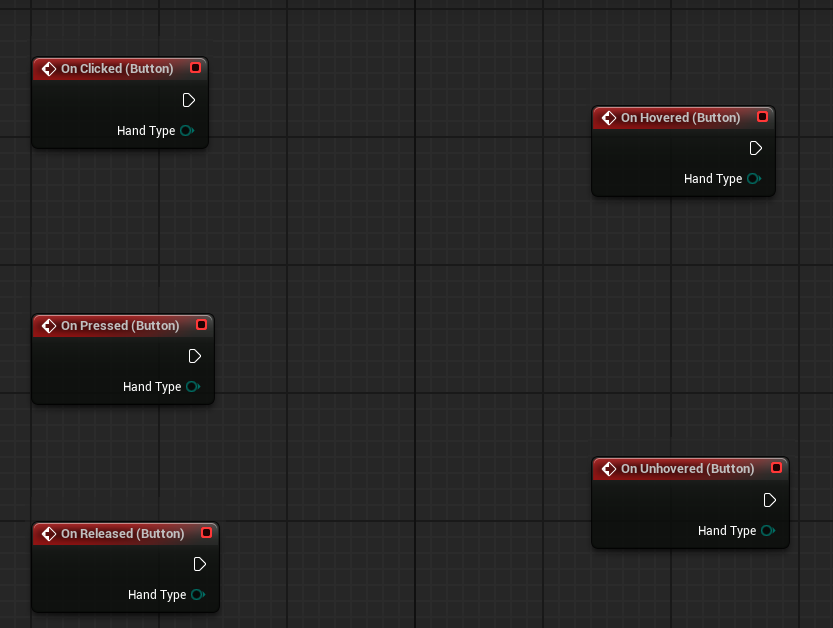 On Clicked (Button)
Hand Type
On Hovered (Button)
Hand Type
On Pressed (Button)
Hand Type
On Unhovered (Button)
Hand Type
On Released (Button)
Hand Type